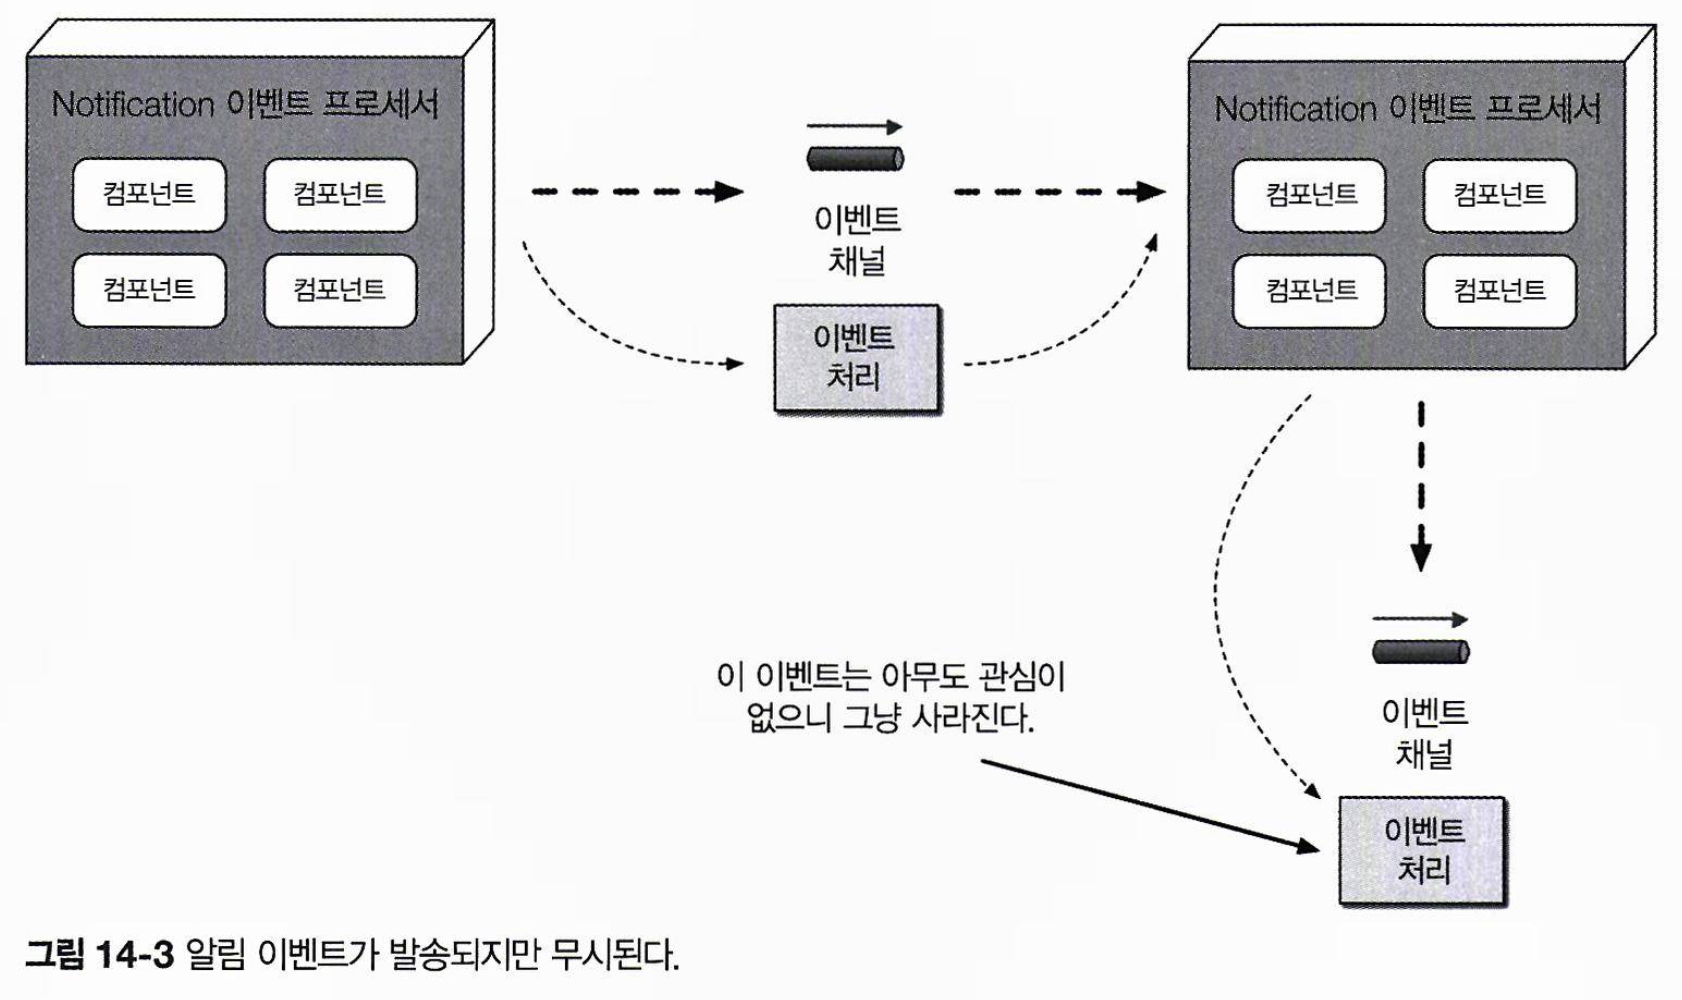 Notification 이벤트 프로세서
컴포넌트 컴포넌트
컴포넌트 컴포넌트
이벤트
채널
이벤트
처리
Notification 이벤트 프로세서
컴포넌트 컴포넌트
컴포넌트 컴포넌트
이 이벤트는 아무도 관심이
없으니 그냥 사라진다.
이벤트
채널
이벤트
처리
그림 14-3 알림 이벤트가 발송되지만 무시된다.